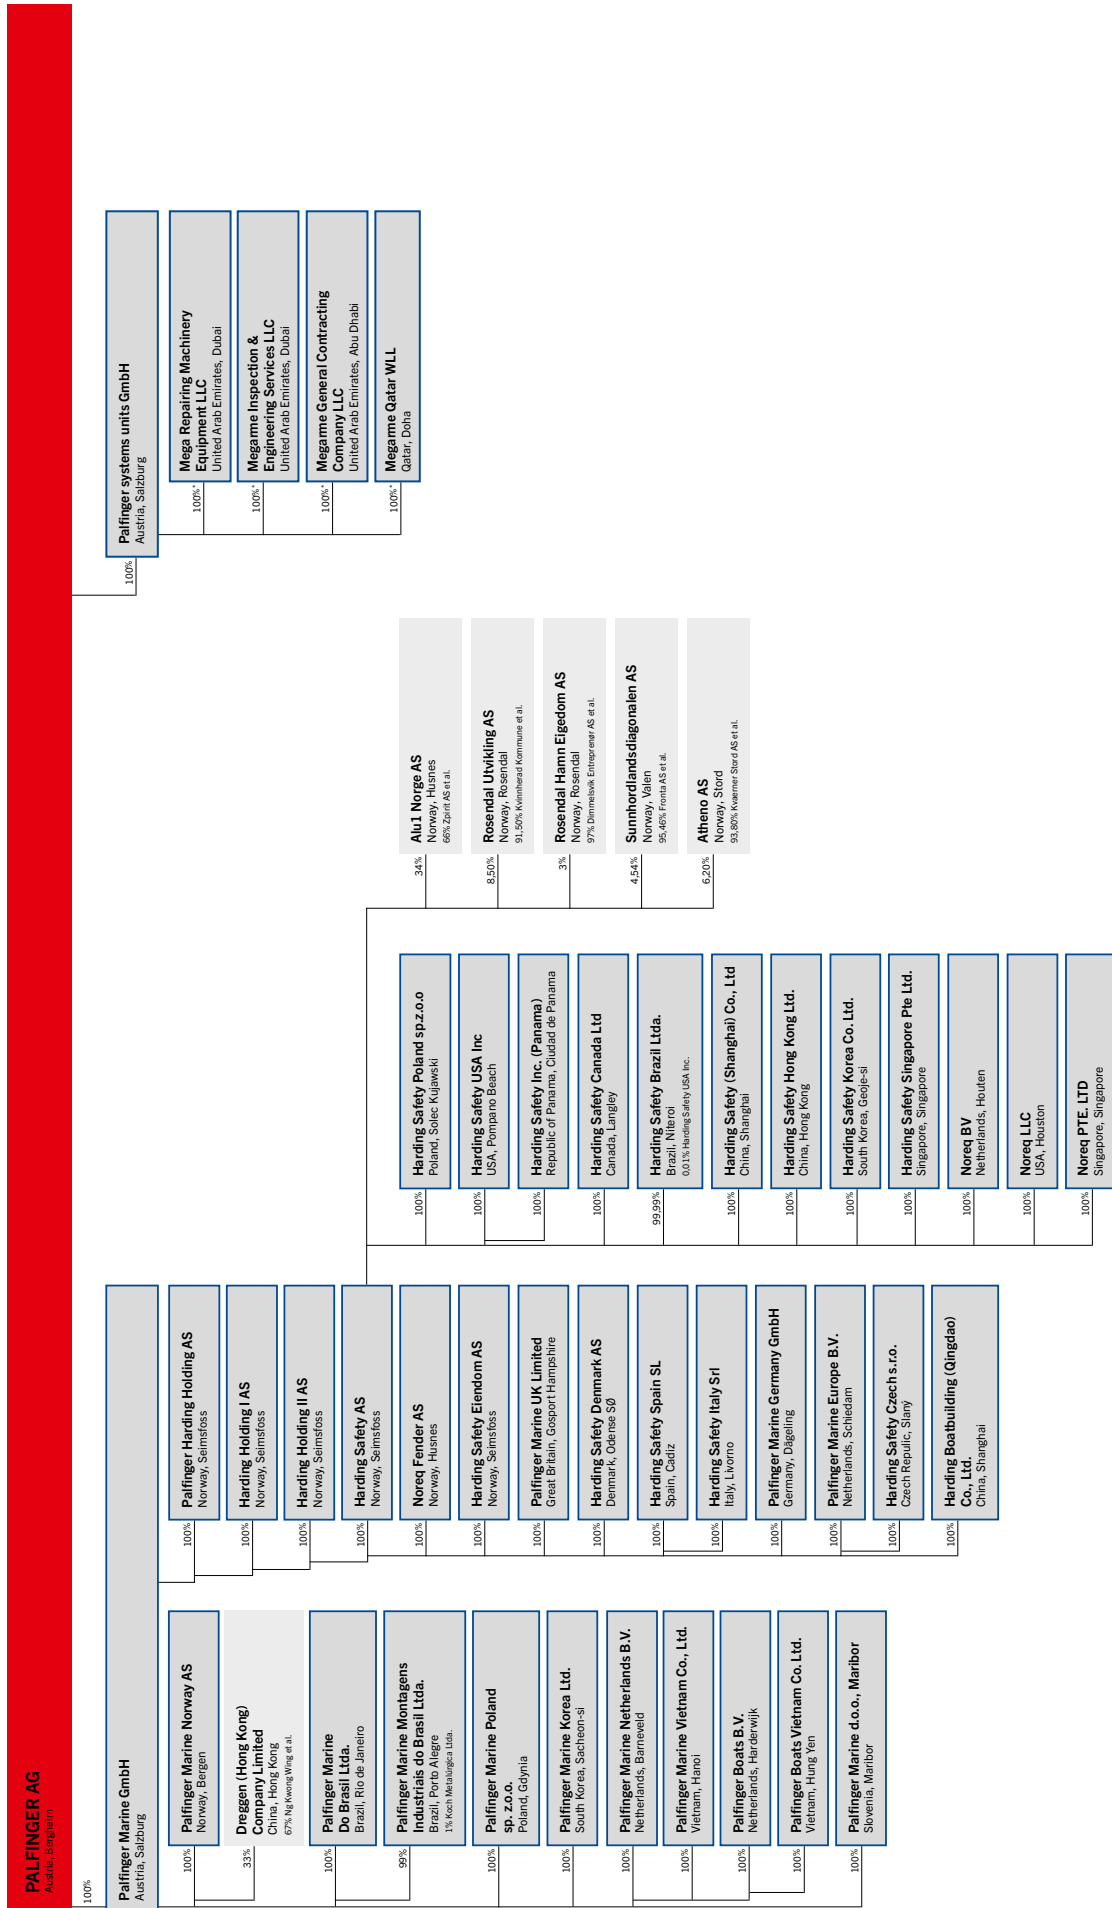 PALFINGER AG
Austria, Bergheim
100%
Palfinger Marine GmbH
Austria, Salzburg
100%
Palfinger Marine Norway AS
Norway, Bergen
33%
Dreggen (Hong Kong)
Company Limited
China, Hong Kong
67% Ng Kwong Wing et al.
100%
Palfinger Marine
Do Brasil Ltda.
Brazil, Rio de Janeiro
99%
Palfinger Marine Montagens
Industriais do Brasil Ltda.
Brazil, Porto Alegre
1% Koch Metalúrgica Ltda.
100%
Palfinger Marine Poland
sp. z.o.o.
Poland, Gdynia
100%
Palfinger Marine Korea Ltd.
South Korea, Sacheon-si
100%
Palfinger Marine Netherlands B.V.
Netherlands, Barneveld
100%
Palfinger Marine Vietnam Co., Ltd.
Vietnam, Hanoi
100%
Palfinger Boats B.V.
Netherlands, Harderwijk
100%
Palfinger Boats Vietnam Co. Ltd.
Vietnam, Hung Yen
100%
Palfinger Marine d.o.o., Maribor
Slovenia, Maribor
100%
Palfinger Harding Holding AS
Norway, Seimsfoss
100%
Harding Holding I AS
Norway, Seimsfoss
100%
Harding Holding II AS
Norway, Seimsfoss
100%
Harding Safety AS
Norway, Seimsfoss
100%
Noreq Fender AS
Norway, Husnes
100%
Harding Safety Eiendom AS
Norway, Seimsfoss
100%
Palfinger Marine UK Limited
Great Britain, Gosport Hampshire
100%
Harding Safety Denmark AS
Denmark, Odense SØ
100%
Harding Safety Spain SL
Spain, Cadiz
100%
Harding Safety Italy Srl
Italy, Livorno
100%
Palfinger Marine Germany GmbH
Germany, Dägeling
100%
Palfinger Marine Europe B.V.
Netherlands, Schiedam
100%
Harding Safety Czech s.r.o.
Czech Repulic, Slaný
100%
Harding Boatbuilding (Qingdao)
Co., Ltd.
China, Shanghai
100%
Harding Safety Poland sp.z.o.o
Poland, Solec Kujawski
100%
Harding Safety USA Inc
USA, Pompano Beach
100%
Harding Safety Inc. (Panama)
Republic of Panama, Ciudad de Panama
100%
Harding Safety Canada Ltd
Canada, Langley
99,99%
Harding Safety Brazil Ltda.
Brazil, Niteroi
0,01% Harding Safety USA Inc.
100%
Harding Safety (Shanghai) Co., Ltd
China, Shanghai
100%
Harding Safety Hong Kong Ltd.
China, Hong Kong
100%
Harding Safety Korea Co. Ltd.
South Korea, Geoje-si
100%
Harding Safety Singapore Pte Ltd.
Singapore, Singapore
100%
Noreq BV
Netherlands, Houten
100%
Noreq LLC
USA, Houston
100%
Noreq PTE. LTD
Singapore, Singapore
34%
Alu1 Norge AS
Norway, Husnes
66% Zpirit AS et al.
8,50%
Rosendal Utvikling AS
Norway, Rosendal
91,50% Kvinnherad Kommune et al.
3%
Rosendal Hamn Eigedom AS
Norway, Rosendal
97% Dimmelsvik Entreprenør AS et al.
4,54%
Sunnhordlandsdiagonalen AS
Norway, Valen
95,46% Fronta AS et al.
6,20%
Atheno AS
Norway, Stord
93,80% Kvaerner Stord AS et al.
100%
Palfinger systems units GmbH
Austria, Salzburg
100%*
Mega Repairing Machinery
Equipment LLC
United Arab Emirates, Dubai
100%*
Megarme Inspection &
Engineering Services LLC
United Arab Emirates, Dubai
100%*
Megarme General Contracting
Company LLC
United Arab Emirates, Abu Dhabi
100%*
Megarme Qatar WLL
Qatar, Doha